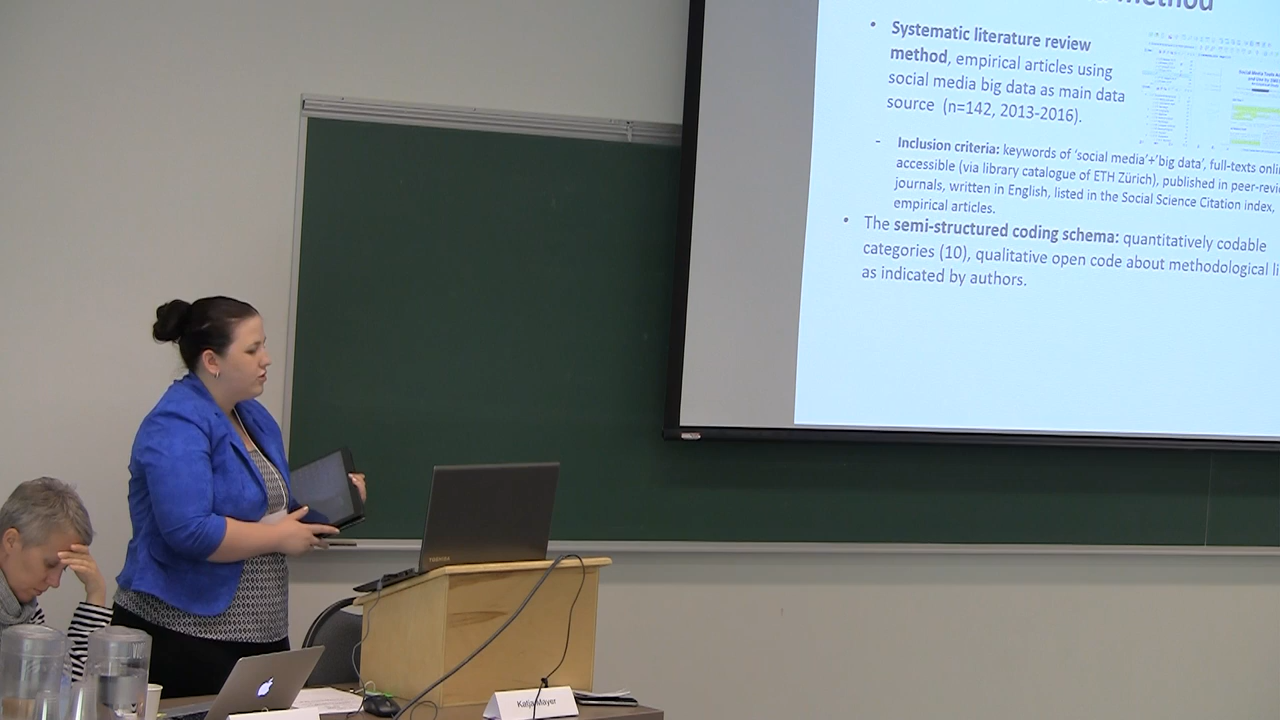 method
• Systematic literature review
method, empirical articles using
social media big data as main data
source (n=142, 2013-2016).
- Inclusion criteria: keywords of 'social media'+'big data', full-texts onli
accessible (via library catalogue of ETH Zürich), published in peer-revi
journals, written in English, listed in the Social Science Citation index,
empirical articles.
• The semi-structured coding schema: quantitatively codable
categories (10), qualitative open code about methodological li
as indicated by authors.
TOSHIBA
Katja Mayer